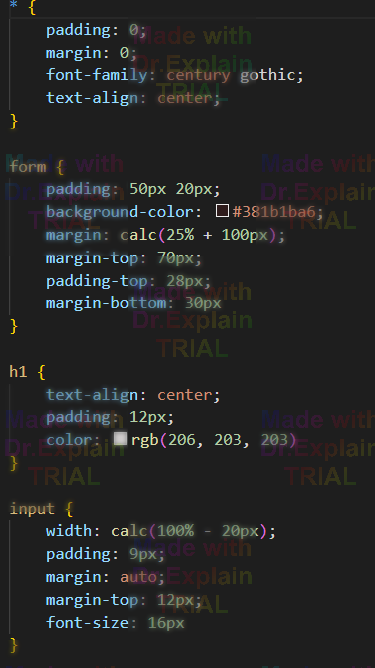 * {
padding: 0;
margin: 0;
font-family: century gothic;
text-align: center;
}
form {
padding: 50px 20px;
background-color: #381b1ba6;
margin: calc(25% + 100px);
margin-top: 70px;
padding-top: 28px;
margin-bottom: 30px
}
h1 {
text-align: center;
padding: 12px;
color: rgb(206, 203, 203)
}
input {
width: calc(100% - 20px);
padding: 9px;
margin: auto;
margin-top: 12px;
font-size: 16px
}
Made with
Dr.Explain
TRIAL
Made with
Dr.Explain
TRIAL
Made with
Dr.Explain
TRIAL
Made with
Dr.Explain
TRIAL
Made with
Dr.Explain
TRIAL
Made with
Dr.Explain
TRIAL
Made with
Dr.Explain
TRIAL